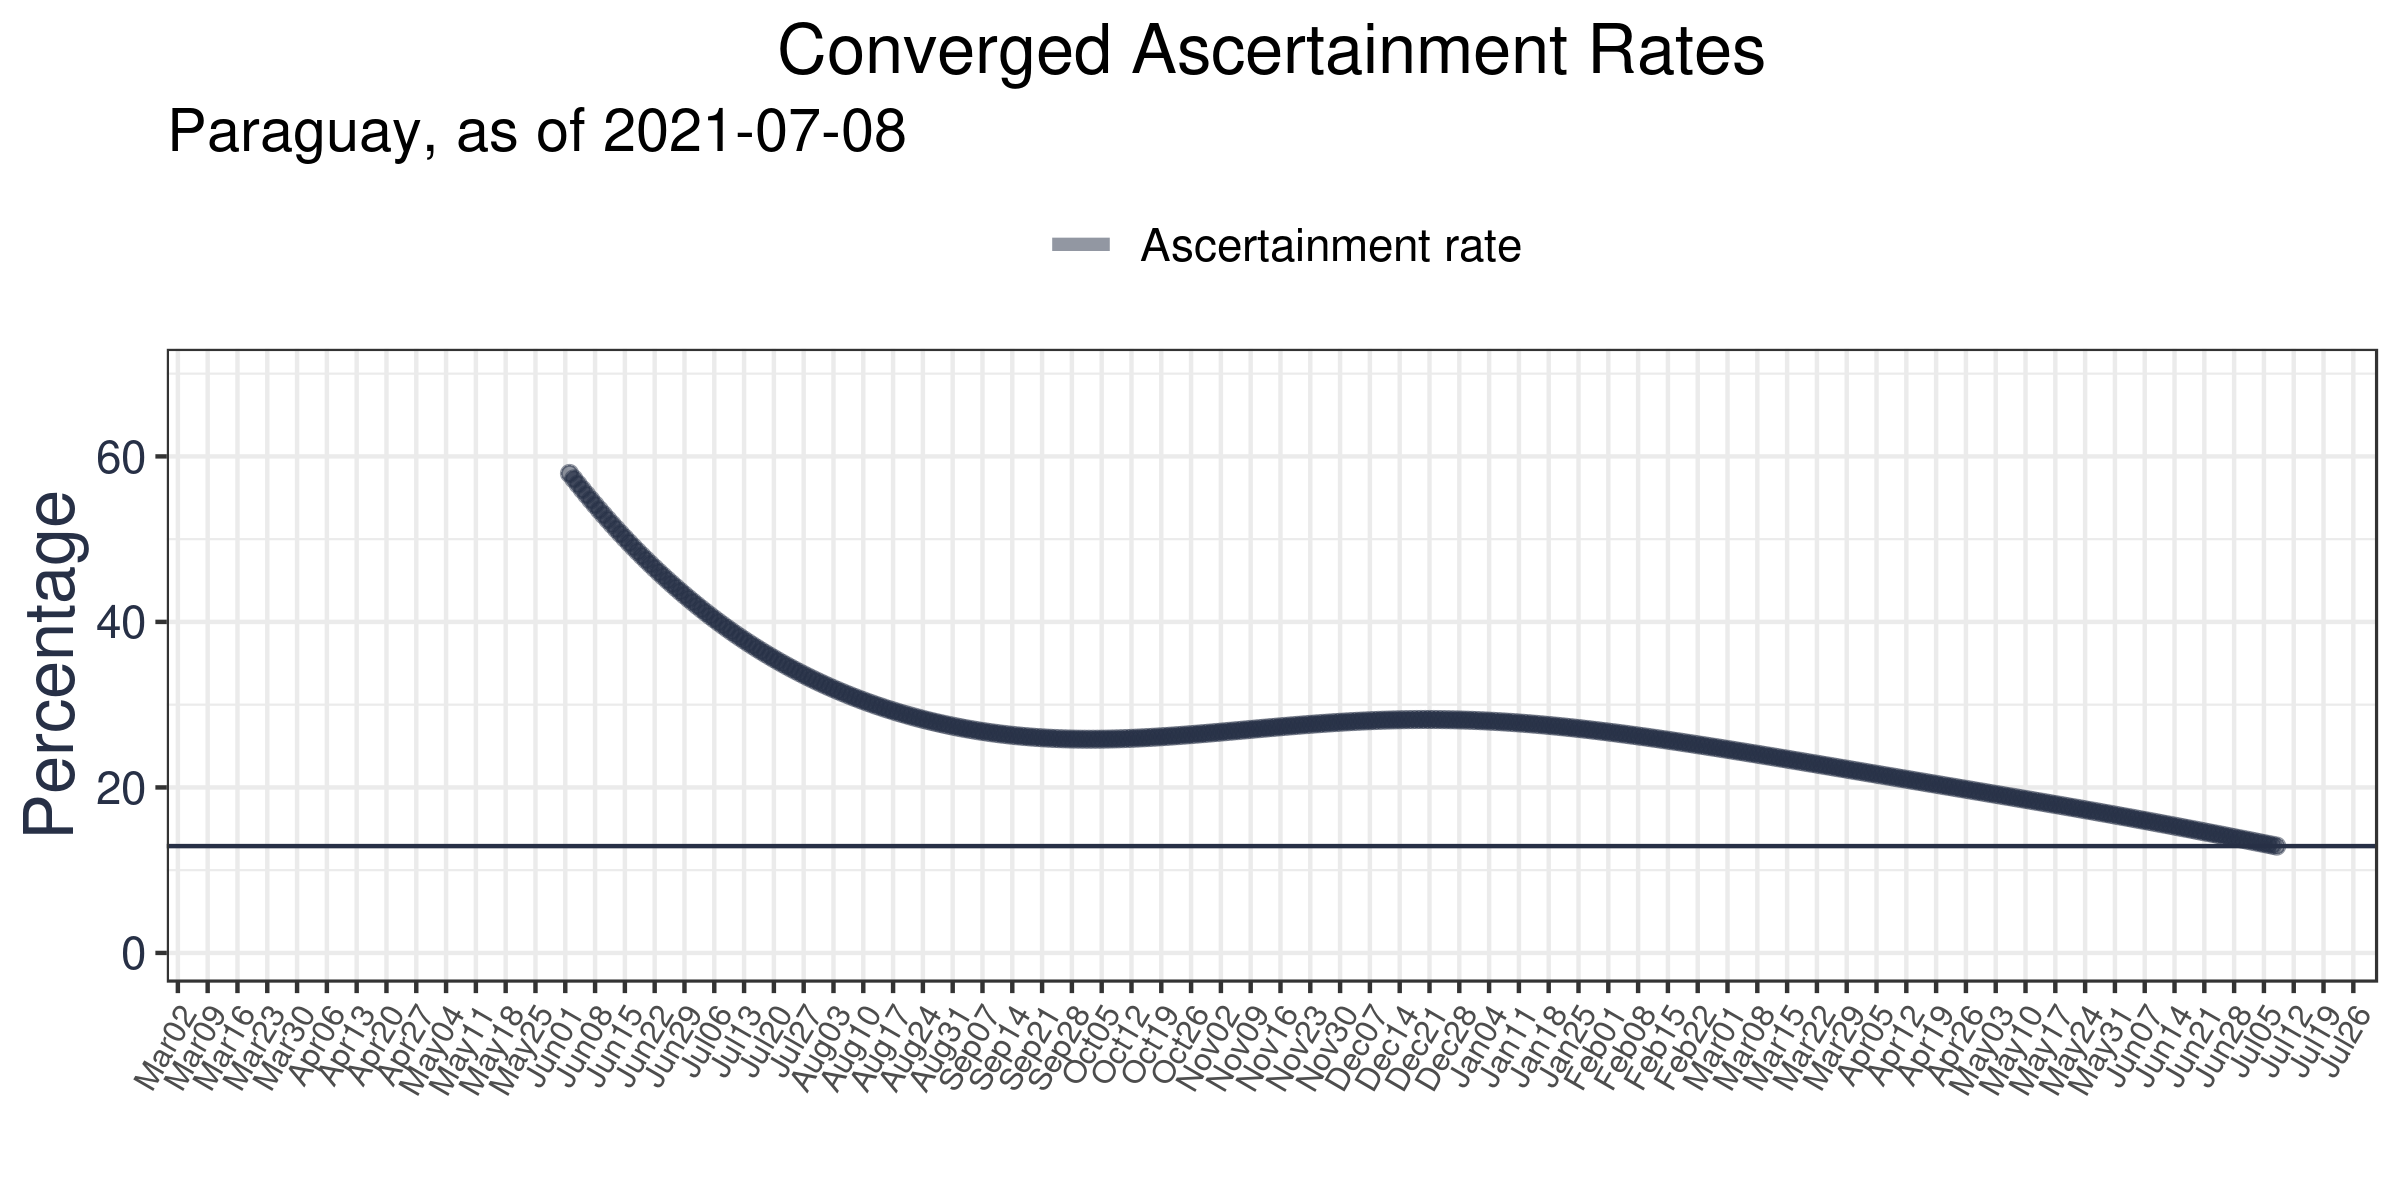 Converged Ascertainment Rates
Paraguay, as of 2021-07-08
Ascertainment rate
Percentage
60
40
20
0
Mar02
Mar09
Mar16
Mar23
Mar30
Apr06
Apr13
Apr20
Apr27
May04
May11
May18
May25
Jun01
Jun08
Jun15
Jun22
Jun29
Jul06
Jul13
Jul20
Jul27
Aug03
Aug10
Aug17
Aug24
Aug31
Sep07
Sep14
Sep21
Sep28
Oct05
Oct12
Oct19
Oct26
Nov02
Nov09
Nov16
Nov23
Nov30
Dec07
Dec14
Dec21
Dec28
Jan04
Jan11
Jan18
Jan25
Feb01
Feb08
Feb15
Feb22
Mar01
Mar08
Mar15
Mar22
Mar29
Apr05
Apr12
Apr19
Apr26
May03
May10
May17
May24
May31
Jun07
Jun14
Jun21
Jun28
Jul05
Jul12
Jul19
Jul26